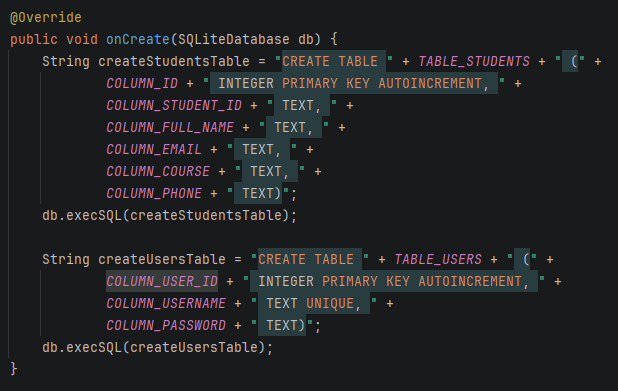 @Override
public void onCreate(SQLiteDatabase db) {
String createStudentsTable = "CREATE TABLE " + TABLE_STUDENTS + " (" +
COLUMN_ID + " INTEGER PRIMARY KEY AUTOINCREMENT, " +
COLUMN_STUDENT_ID + " TEXT, " +
COLUMN_FULL_NAME + " TEXT, " +
COLUMN_EMAIL + " TEXT, " +
COLUMN_COURSE + " TEXT, " +
COLUMN_PHONE + " TEXT)";
db.execSQL(createStudentsTable);
String createUsersTable = "CREATE TABLE " + TABLE_USERS + " (" +
COLUMN_USER_ID + " INTEGER PRIMARY KEY AUTOINCREMENT, " +
COLUMN_USERNAME + " TEXT UNIQUE, " +
COLUMN_PASSWORD + " TEXT)";
db.execSQL(createUsersTable);
}